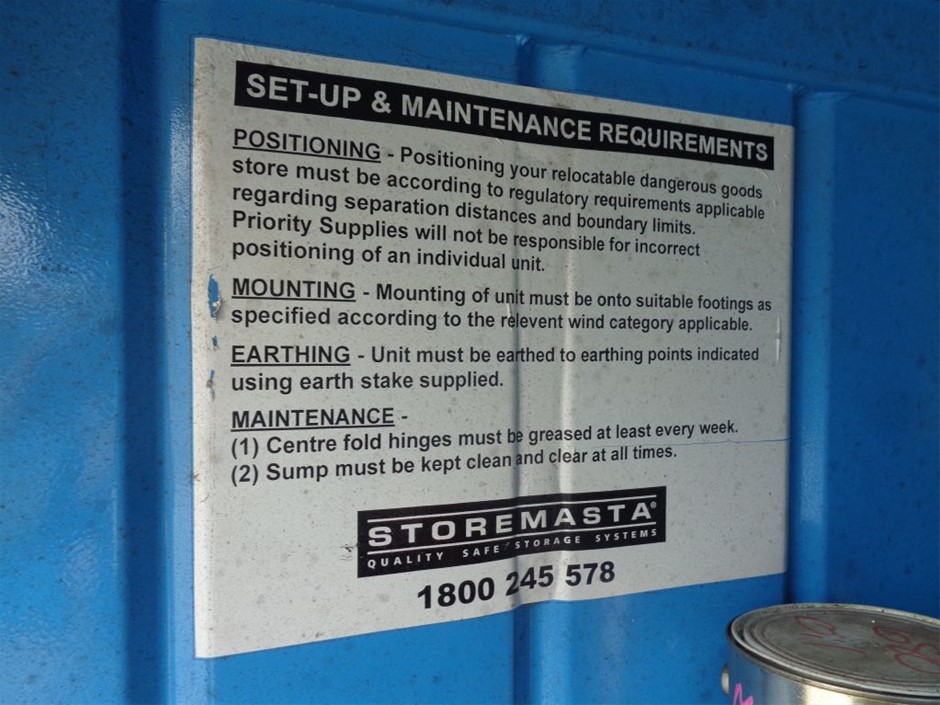 SET-UP & MAINTENANCE REQUIREMENTS
POSITIONING - Positioning your relocatable dangerous goods
store must be according to regulatory requirements applicable
regarding separation distances and boundary limits.
Priority Supplies will not be responsible for incorrect
positioning of an individual unit.
MOUNTING - Mounting of unit must be onto suitable footings as
specified according to the relevent wind category applicable.
EARTHING - Unit must be earthed to earthing points indicated
using earth stake supplied.
MAINTENANCE -
(1) Centre fold hinges must be greased at least every week.
(2) Sump must be kept clean and clear at all times.
STOREMASTA®
QUALITY SAFE STORAGE SYSTEMS
1800 245 578